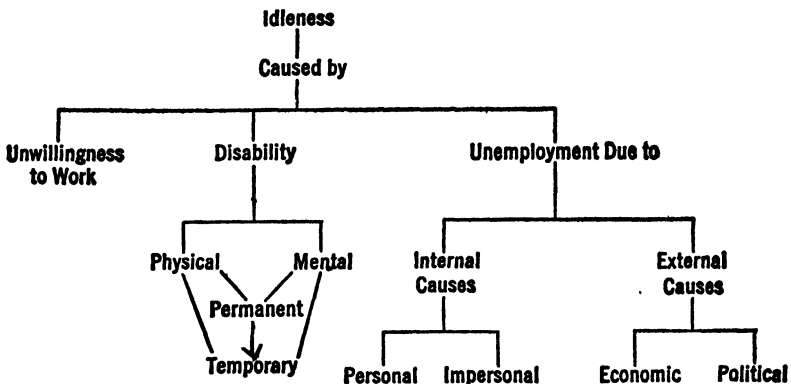 Idleness
Caused by
Unwillingness
to Work
Disability
Unemployment Due to
Physical
Mental
Permanent
Temporary
Internal
Causes
External
Causes
Personal
Impersonal
Economic
Political